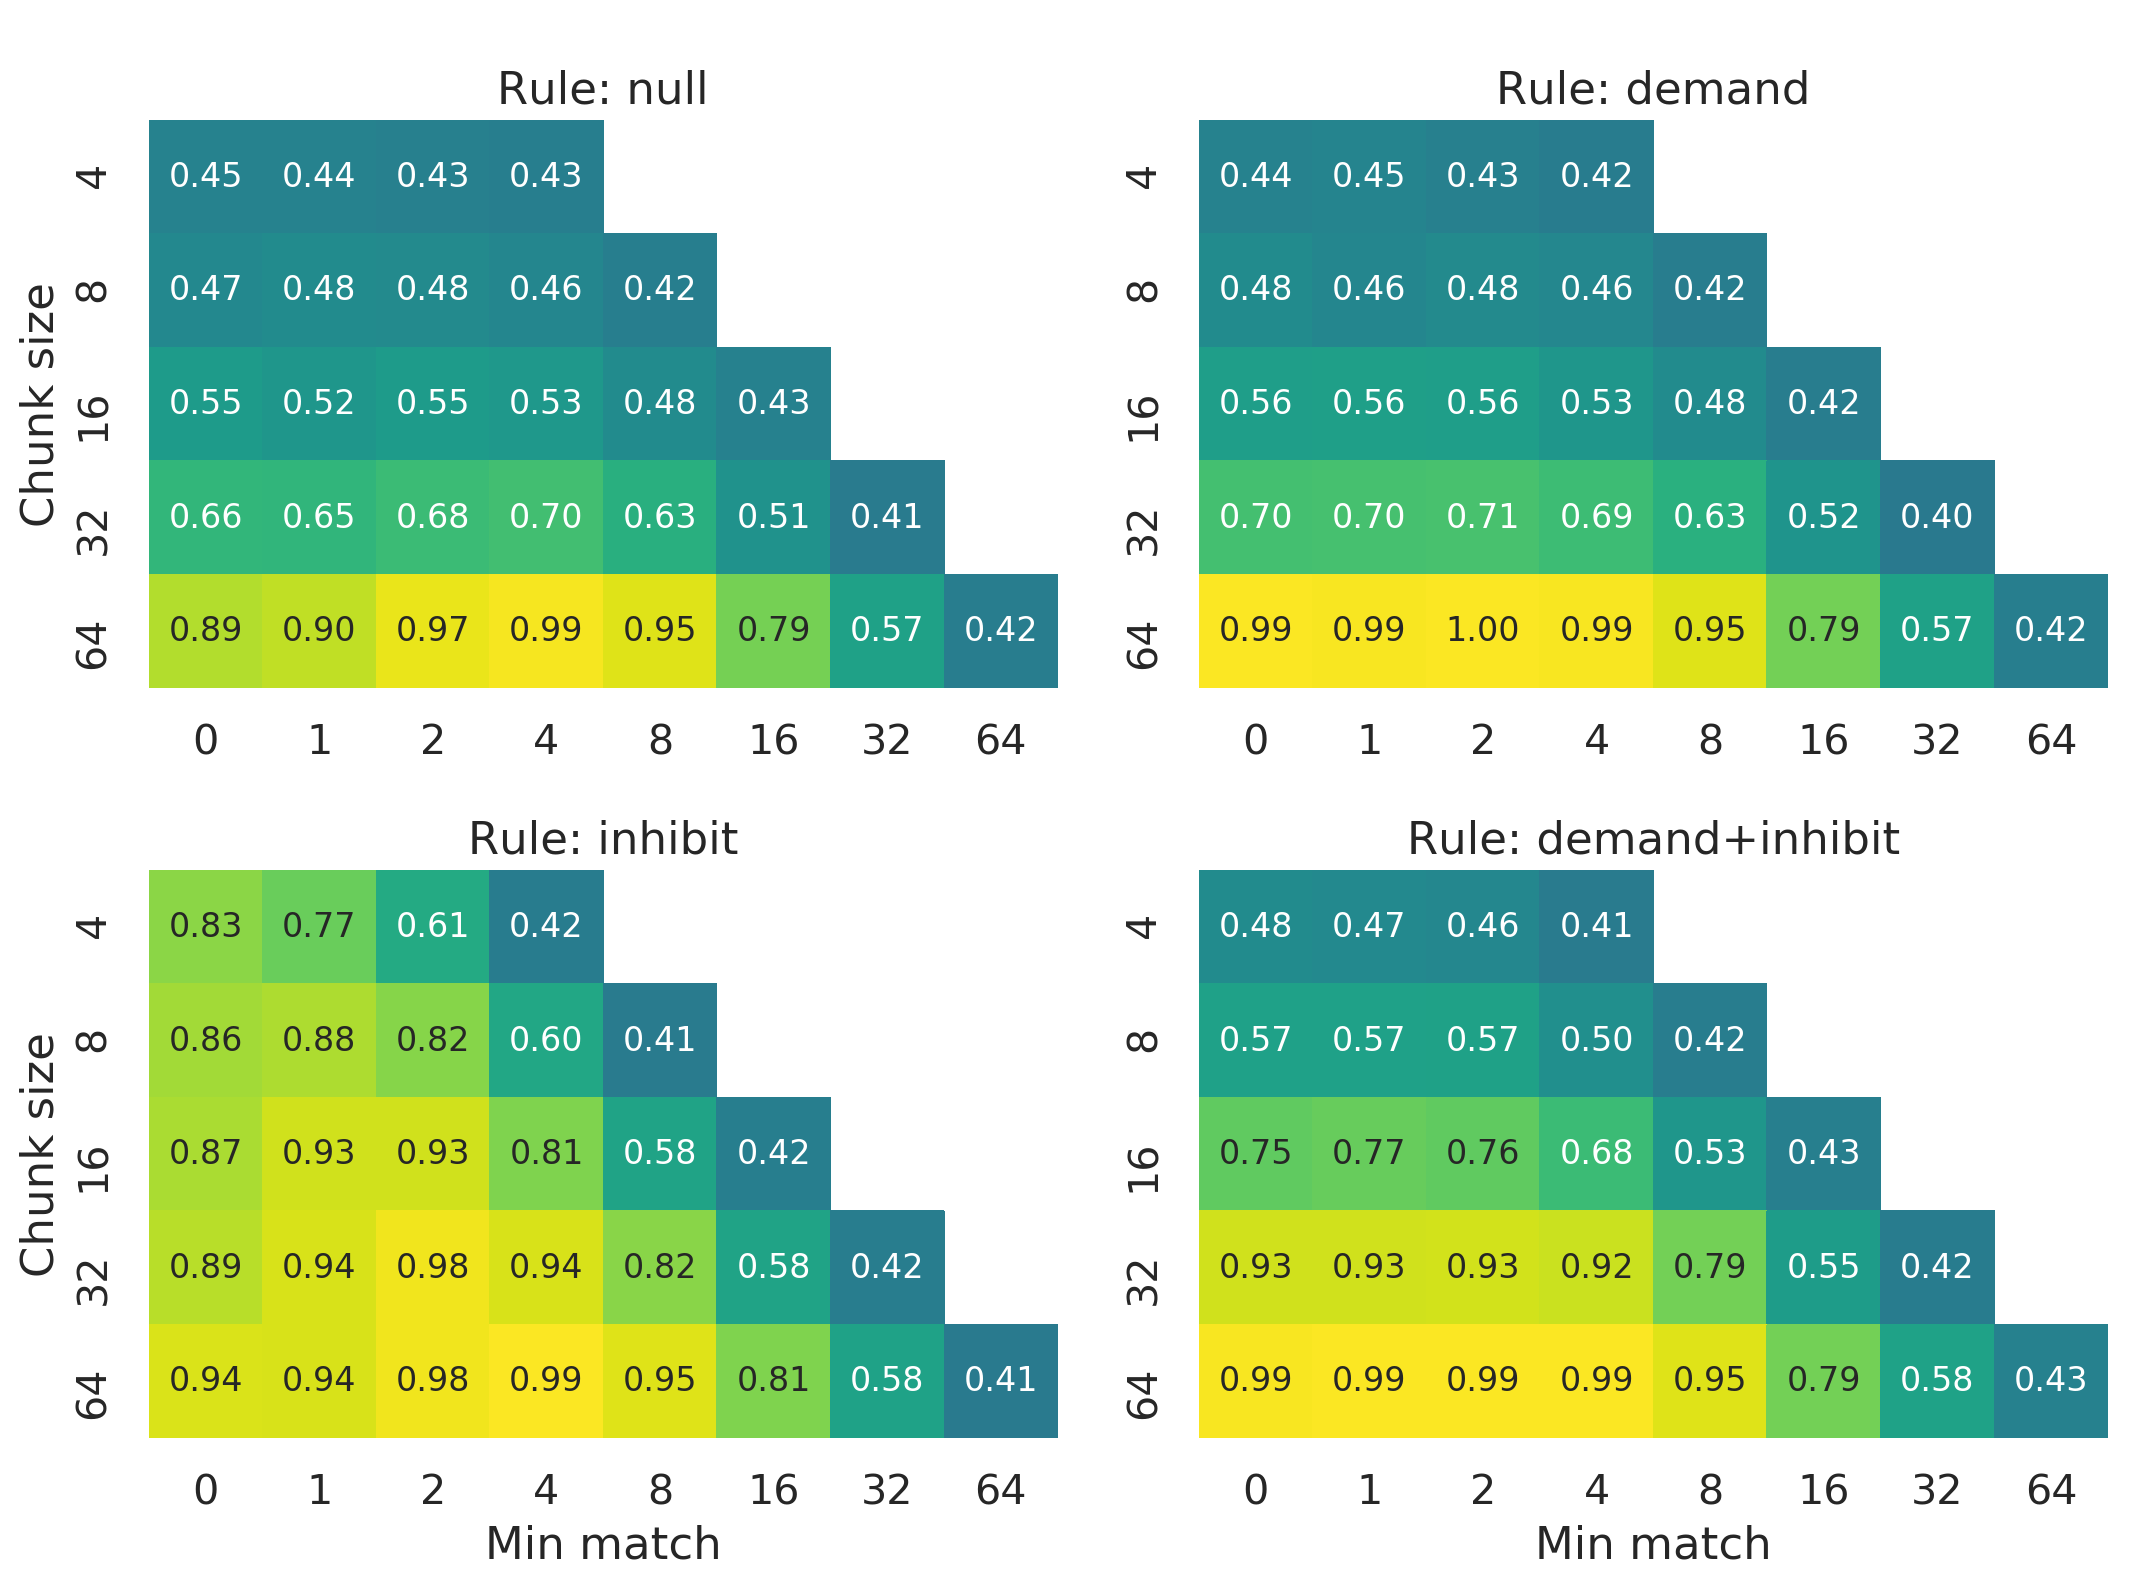 Rule: null
Chunk size
4 0.45 0.44 0.43 0.43
8 0.47 0.48 0.48 0.46 0.42
16 0.55 0.52 0.55 0.53 0.48 0.43
32 0.66 0.65 0.68 0.70 0.63 0.51 0.41
64 0.89 0.90 0.97 0.99 0.95 0.79 0.57 0.42
0 1 2 4 8 16 32 64
Rule: demand
4 0.44 0.45 0.43 0.42
8 0.48 0.46 0.48 0.46 0.42
16 0.56 0.56 0.56 0.53 0.48 0.42
32 0.70 0.70 0.71 0.69 0.63 0.52 0.40
64 0.99 0.99 1.00 0.99 0.95 0.79 0.57 0.42
0 1 2 4 8 16 32 64
Rule: inhibit
Chunk size
4 0.83 0.77 0.61 0.42
8 0.86 0.88 0.82 0.60 0.41
16 0.87 0.93 0.93 0.81 0.58 0.42
32 0.89 0.94 0.98 0.94 0.82 0.58 0.42
64 0.94 0.94 0.98 0.99 0.95 0.81 0.58 0.41
0 1 2 4 8 16 32 64
Min match
Rule: demand+inhibit
4 0.48 0.47 0.46 0.41
8 0.57 0.57 0.57 0.50 0.42
16 0.75 0.77 0.76 0.68 0.53 0.43
32 0.93 0.93 0.93 0.92 0.79 0.55 0.42
64 0.99 0.99 0.99 0.99 0.95 0.79 0.58 0.43
0 1 2 4 8 16 32 64
Min match